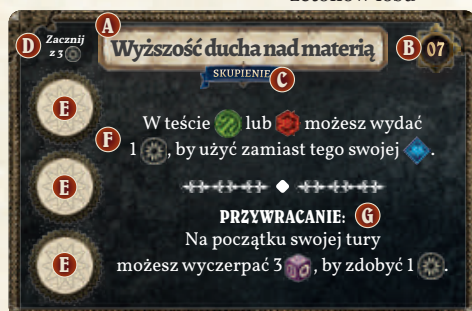 A
D Zacznij
z 3
Wyższość ducha nad materią
B 07
SKUPIENIE C
E
F W teście lub możesz wydać
1 , by użyć zamiast tego swojej .
E
PRZYWRACANIE: G
Na początku swojej tury
E możesz wyczerpać 3 , by zdobyć 1 .